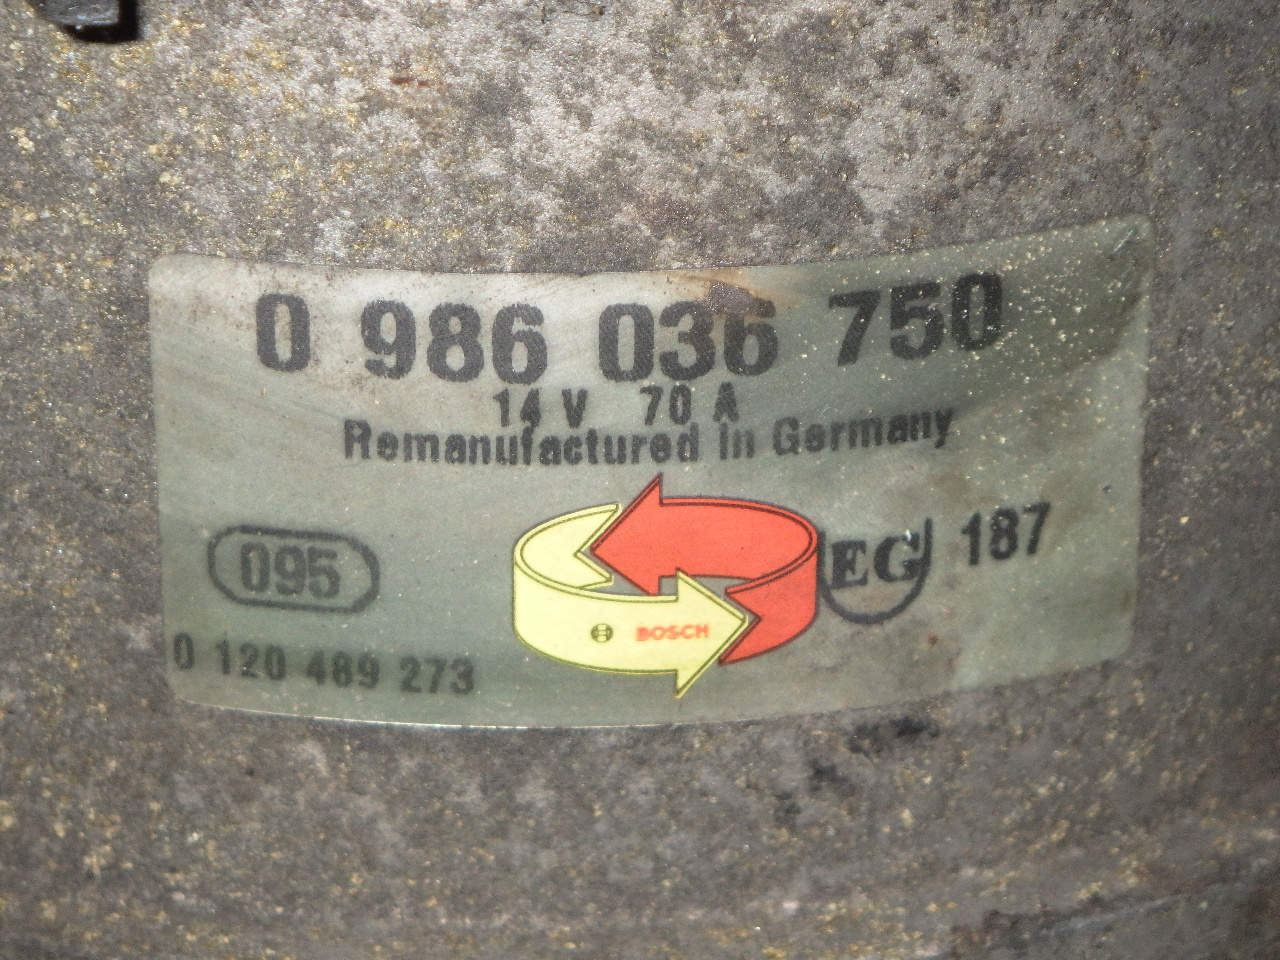 0 986 036 750
14 V 70 A
Remanufactured in Germany
095
EG 187
BOSCH
0 120 489 273